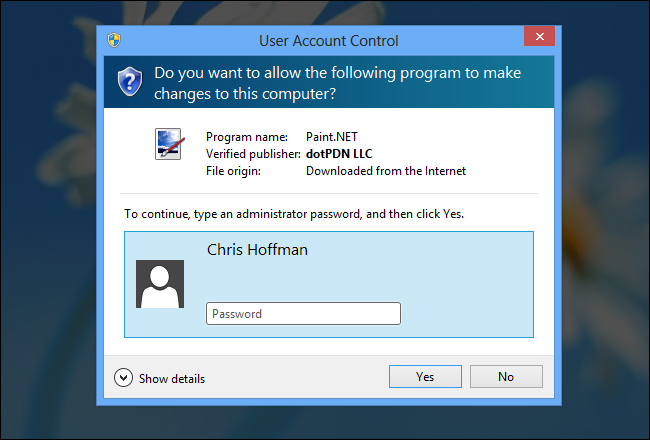 User Account Control
Do you want to allow the following program to make
changes to this computer?
Program name: Paint.NET
Verified publisher: dotPDN LLC
File origin: Downloaded from the Internet
To continue, type an administrator password, and then click Yes.
Chris Hoffman
Password
Show details Yes No